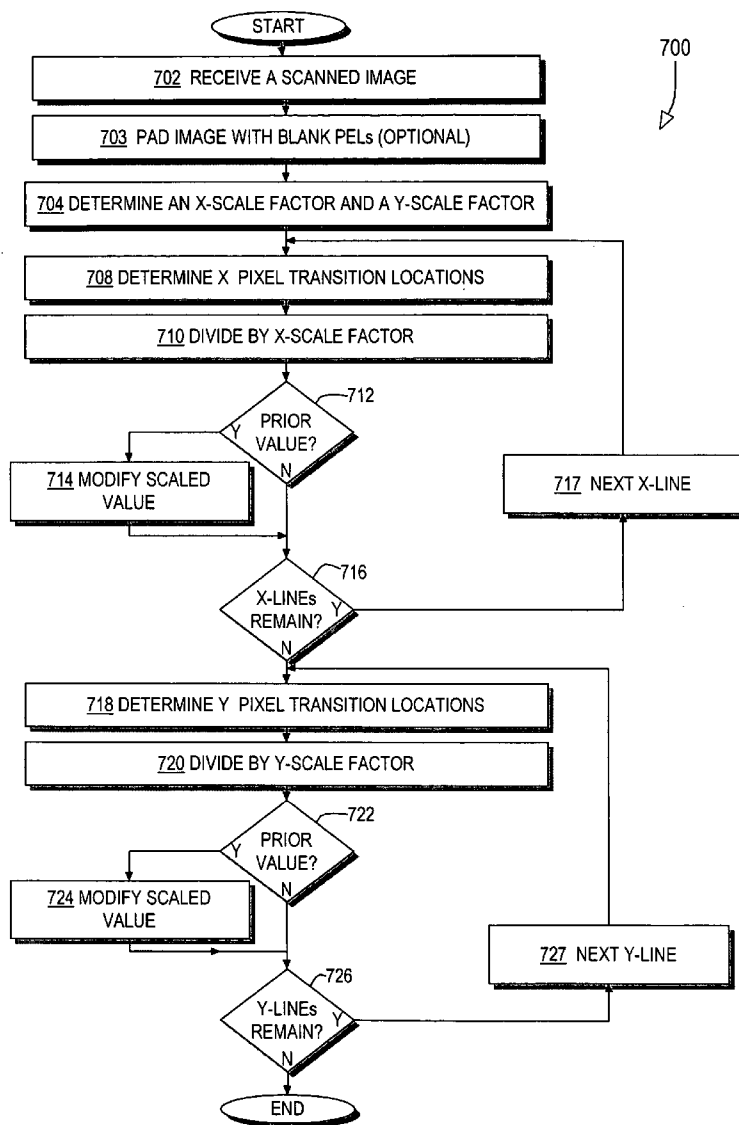 START
700
702 RECEIVE A SCANNED IMAGE
703 PAD IMAGE WITH BLANK PELs (OPTIONAL)
704 DETERMINE AN X-SCALE FACTOR AND A Y-SCALE FACTOR
708 DETERMINE X PIXEL TRANSITION LOCATIONS
710 DIVIDE BY X-SCALE FACTOR
712
PRIOR
Y VALUE?
N
714 MODIFY SCALED
VALUE
717 NEXT X-LINE
716
X-LINEs
REMAIN? Y
N
718 DETERMINE Y PIXEL TRANSITION LOCATIONS
720 DIVIDE BY Y-SCALE FACTOR
722
PRIOR
Y VALUE?
N
724 MODIFY SCALED
VALUE
727 NEXT Y-LINE
726
Y-LINEs
REMAIN? Y
N
END